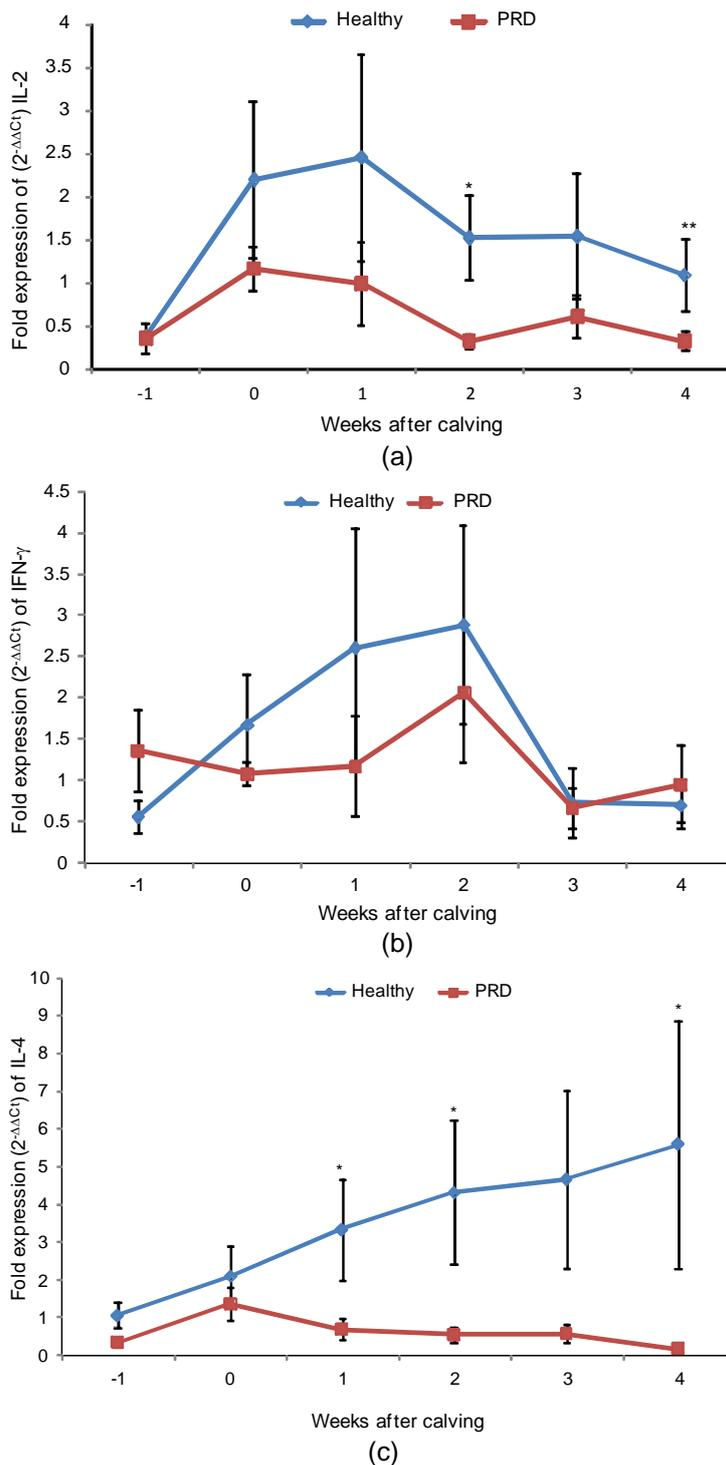 Healthy PRD
Fold expression of (2-ΔΔCt) IL-2
4
3.5
3
2.5
2
1.5
1
0.5
0
*
**
-1 0 1 2 3 4
Weeks after calving
(a)
Healthy PRD
Fold expression (2-ΔΔCt) of IFN-γ
4.5
4
3.5
3
2.5
2
1.5
1
0.5
0
-1 0 1 2 3 4
Weeks after calving
(b)
Healthy PRD
Fold expression (2-ΔΔCt) of IL-4
10
9
8
7
6
5
4
3
2
1
0
*
*
*
-1 0 1 2 3 4
Weeks after calving
(c)